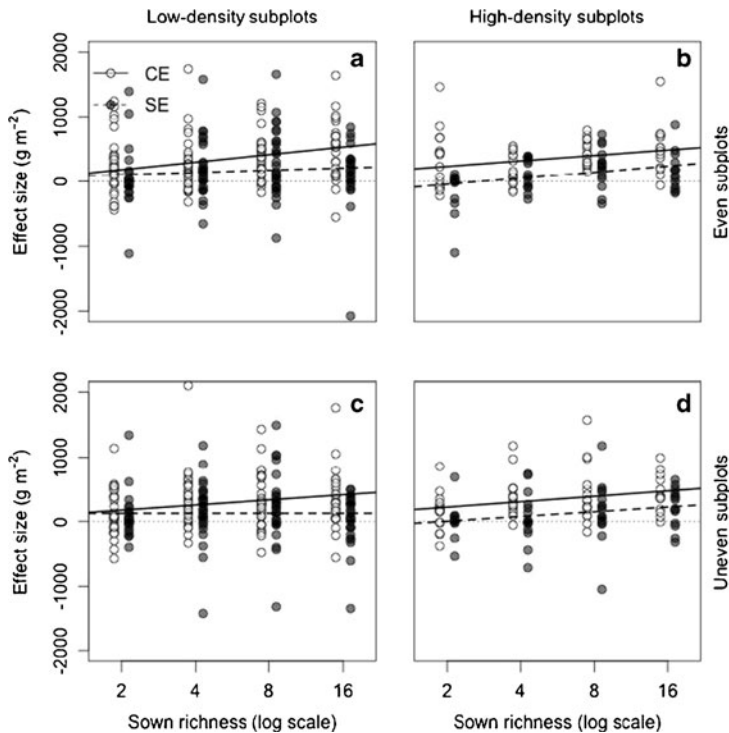 Low-density subplots
High-density subplots
a
b
CE
SE
2000
1000
0
-1000
-2000
Effect size (g m⁻²)
Even subplots
c
d
2000
1000
0
-1000
-2000
Effect size (g m⁻²)
Uneven subplots
2 4 8 16
2 4 8 16
Sown richness (log scale)
Sown richness (log scale)